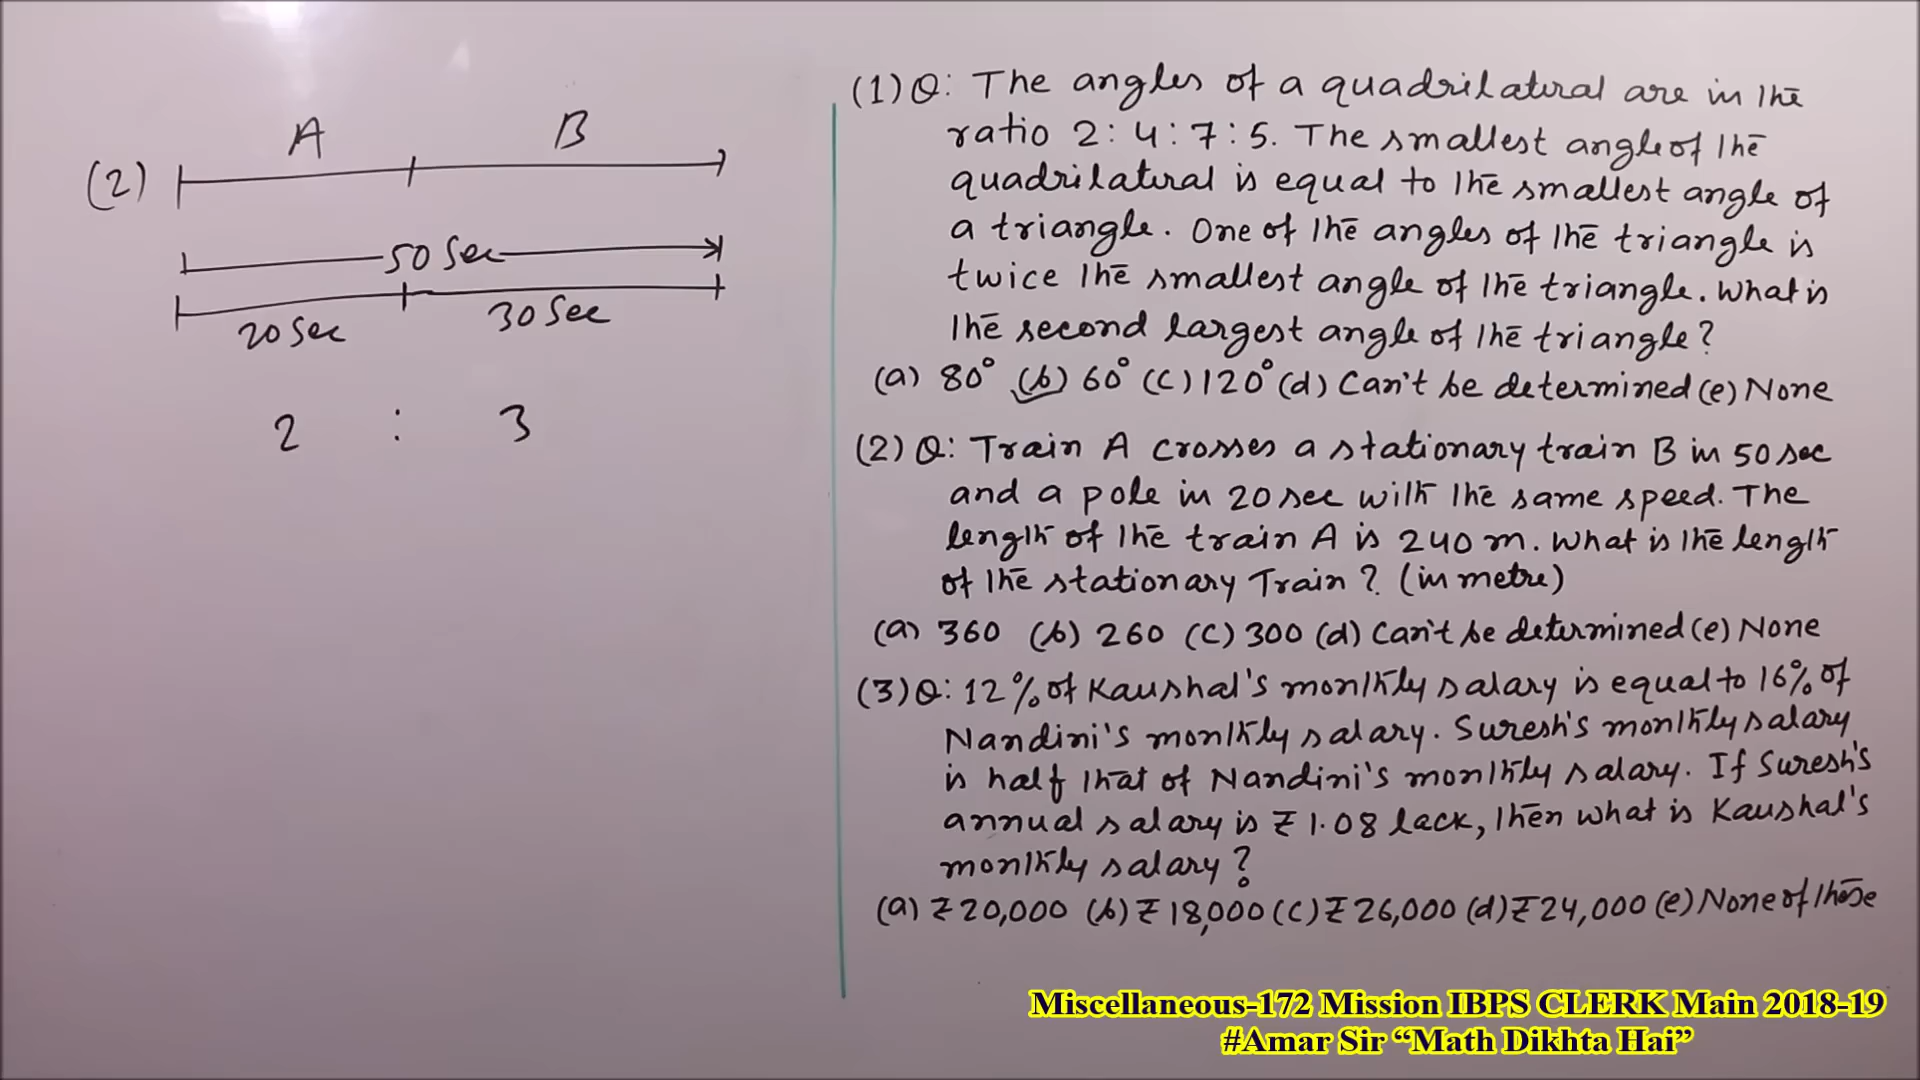 A B
(2)
50 Sec
20 Sec 30 Sec
2 : 3
(1) Q: The angles of a quadrilateral are in the
ratio 2:4:7:5. The smallest angle of the
quadrilateral is equal to the smallest angle of
a triangle. One of the angles of the triangle is
twice the smallest angle of the triangle. What is
the second largest angle of the triangle?
(a) 80° (b) 60° (c) 120° (d) Can't be determined (e) None
(2) Q: Train A crosses a stationary train B in 50 sec
and a pole in 20 sec with the same speed. The
length of the train A is 240 m. What is the length
of the stationary Train? (in metre)
(a) 360 (b) 260 (c) 300 (d) Can't be determined (e) None
(3) Q: 12% of Kaushal's monthly salary is equal to 16% of
Nandini's monthly salary. Suresh's monthly salary
is half that of Nandini's monthly salary. If Suresh's
annual salary is ₹ 1.08 lack, then what is Kaushal's
monthly salary?
(a) ₹ 20,000 (b) ₹ 18,000 (c) ₹ 26,000 (d) ₹ 24,000 (e) None of these
Miscellaneous-172 Mission IBPS CLERK Main 2018-19
#Amar Sir “Math Dikhta Hai”